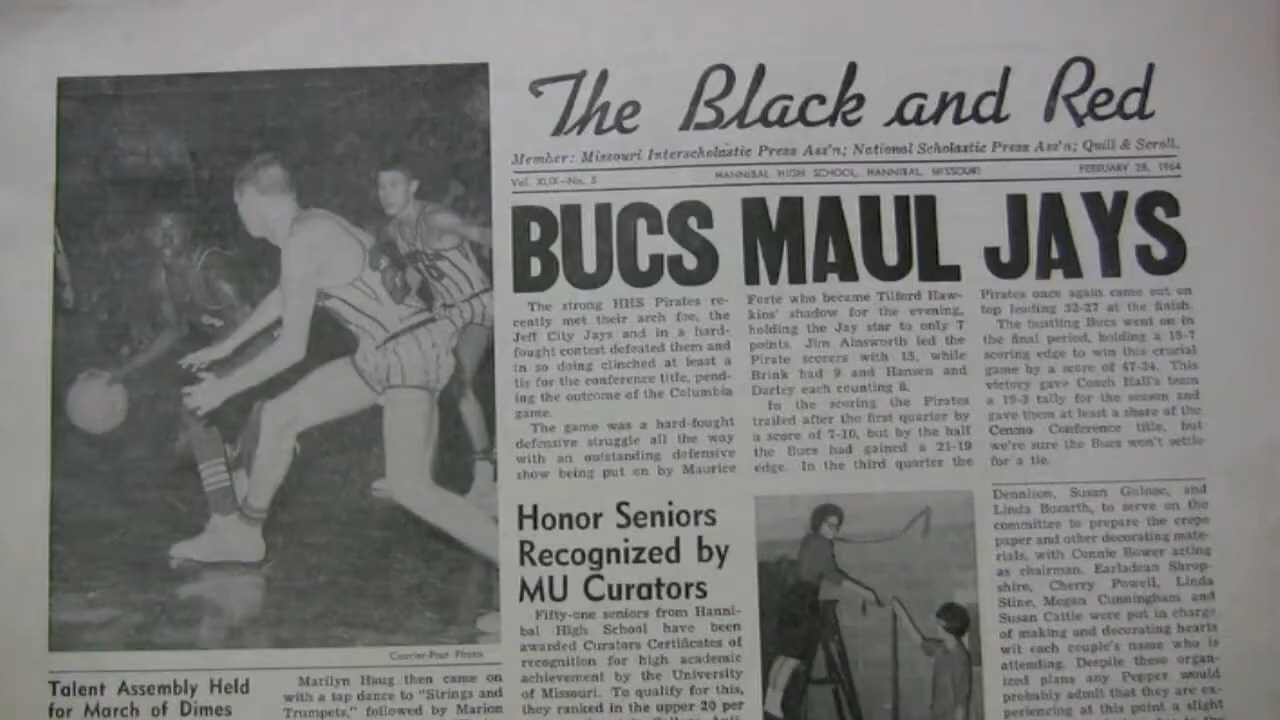 The Black and Red
Member: Missouri Interscholastic Press Ass'n; National Scholastic Press Ass'n; Quill & Scroll.
Vol. XLIX—No. 5 HANNIBAL HIGH SCHOOL, HANNIBAL, MISSOURI FEBRUARY 28, 1964
BUCS MAUL JAYS
The strong HHS Pirates re-
cently met their arch foe, the
Jeff City Jays and in a hard-
fought contest defeated them and
in so doing clinched at least a
tie for the conference title, pend-
ing the outcome of the Columbia
game.
The game was a hard-fought
defensive struggle all the way
with an outstanding defensive
show being put on by Maurice
Forte who became Tilford Haw-
kins' shadow for the evening,
holding the Jay star to only 7
points. Jim Ainsworth led the
Pirate scorers with 15, while
Brink had 9 and Hansen and
Darley each counting 8.
In the scoring the Pirates
trailed after the first quarter by
a score of 7-10, but by the half
the Bucs had gained a 21-19
edge. In the third quarter the
Pirates once again came out on
top leading 32-27 at the finish.
The bustling Bucs went on in
the final period, holding a 15-7
scoring edge to win this crucial
game by a score of 47-34. This
victory gave Coach Hall's team
a 19-3 tally for the season and
gave them at least a share of the
Cenmo Conference title, but
we're sure the Bucs won't settle
for a tie.
Courier-Post Photo
Talent Assembly Held
for March of Dimes
Marilyn Haug then came on
with a tap dance to "Strings and
Trumpets," followed by Marion
Honor Seniors
Recognized by
MU Curators
Fifty-one seniors from Hanni-
bal High School have been
awarded Curators Certificates of
recognition for high academic
achievement by the University
of Missouri. To qualify for this,
they ranked in the upper 20 per
Dennison, Susan and
Linda Bozarth, to serve on the
committee to prepare the crepe
paper and other decorating mate-
rials, with Connie Bower acting
as chairman. Earladean Shrop-
shire, Cherry Powell, Linda
Stine, Megan Cunningham and
Susan Cattle were put in charge
of making and decorating hearts
wit each couple's name who is
attending. Despite these organ-
ized plans any Pepper would
probably admit that they are ex-
periencing at this point a slight